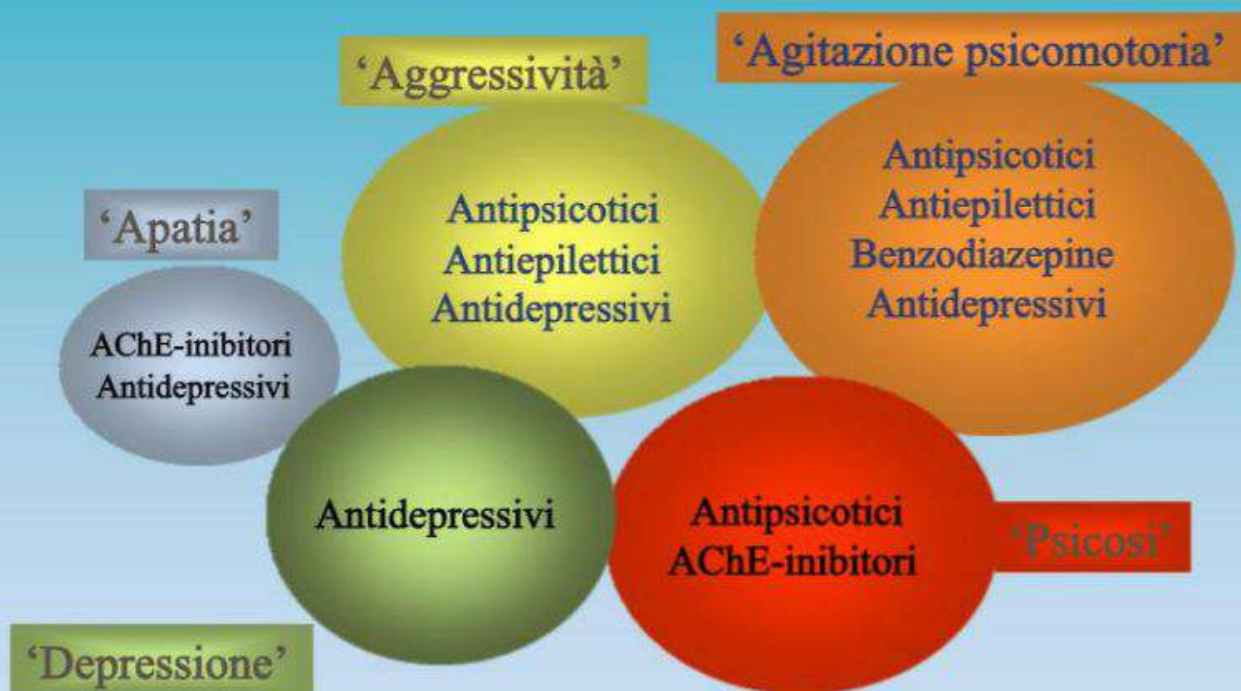 'Aggressività'
Antipsicotici
Antiepilettici
Antidepressivi
'Agitazione psicomotoria'
Antipsicotici
Antiepilettici
Benzodiazepine
Antidepressivi
'Apatia'
AChE-inibitori
Antidepressivi
Antidepressivi
'Depressione'
Antipsicotici
AChE-inibitori
'Psicosi'